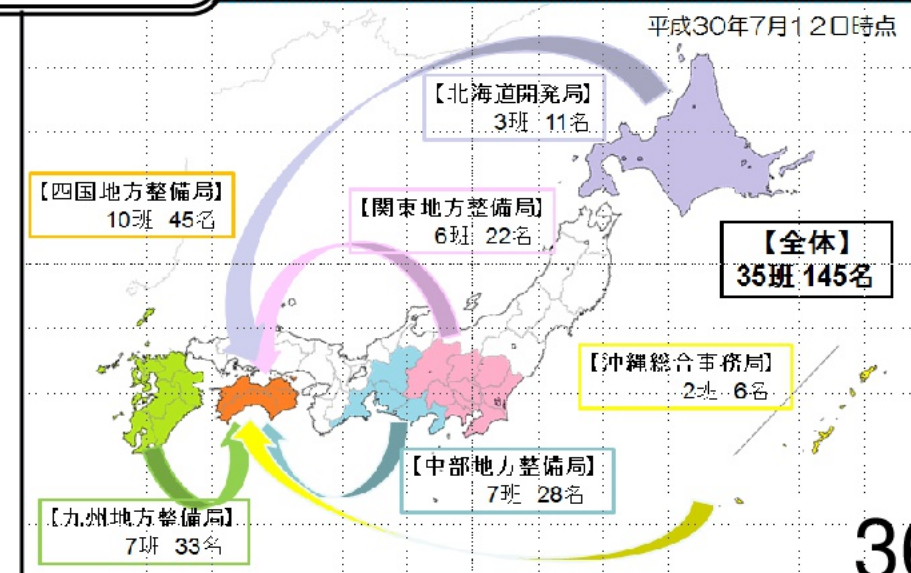 平成30年7月12日時点
【北海道開発局】
3班 11名
【四国地方整備局】
10班 45名
【関東地方整備局】
6班 22名
【全体】
35班 145名
【沖縄総合事務局】
2班 6名
【中部地方整備局】
7班 28名
【九州地方整備局】
7班 33名